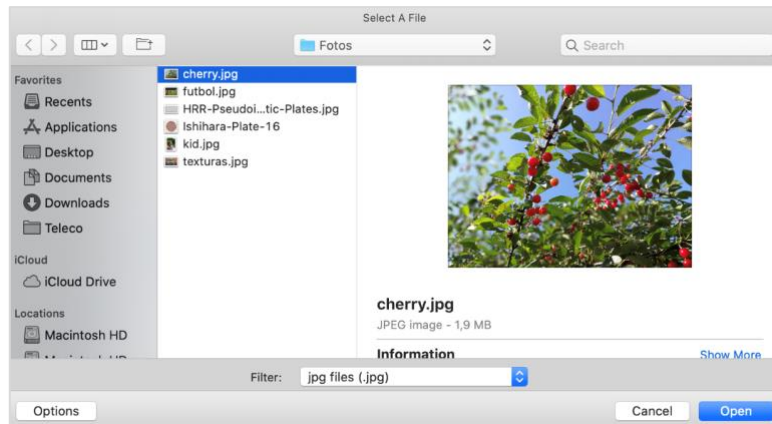 Select A File
Fotos
Search
Favorites
Recents
Applications
Desktop
Documents
Downloads
Teleco
iCloud
iCloud Drive
Locations
Macintosh HD
cherry.jpg
futbol.jpg
HRR-Pseudoi...tic-Plates.jpg
Ishihara-Plate-16
kid.jpg
texturas.jpg
cherry.jpg
JPEG image - 1,9 MB
Information Show More
Filter: jpg files (.jpg)
Options Cancel Open